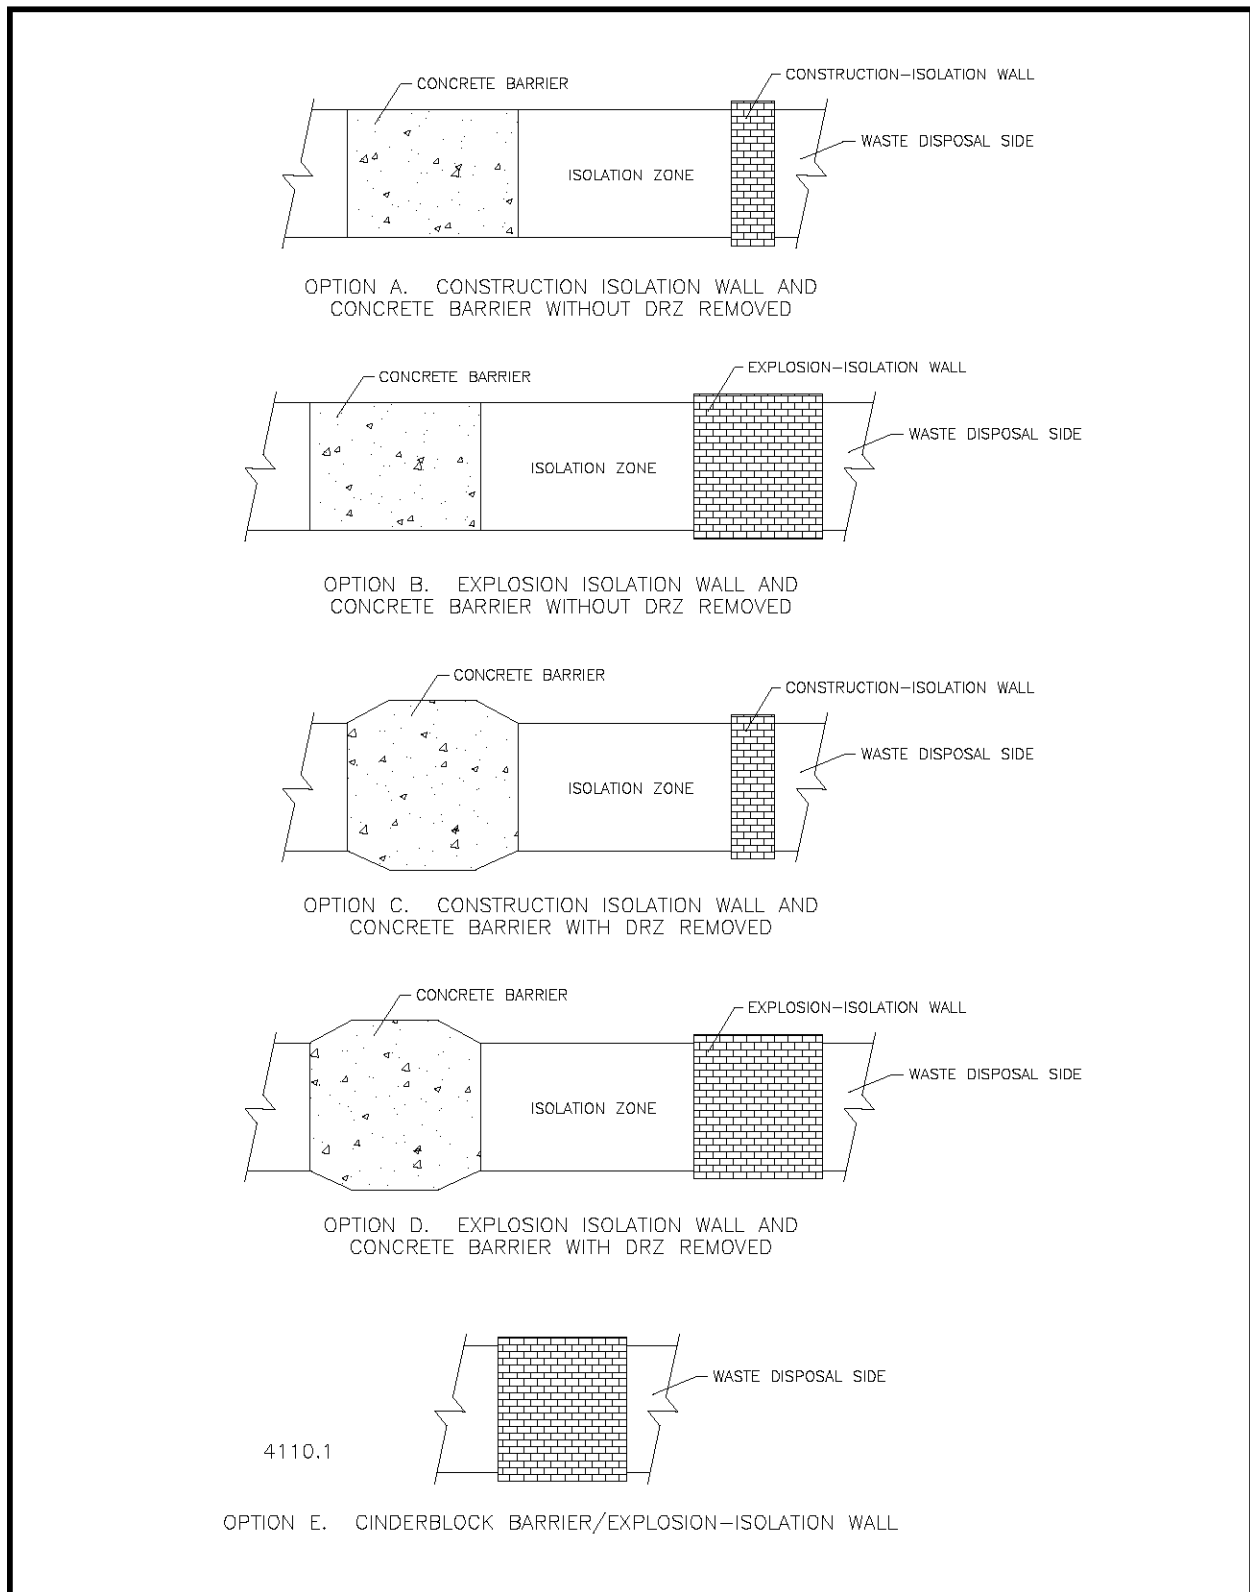 CONCRETE BARRIER
CONSTRUCTION-ISOLATION WALL
WASTE DISPOSAL SIDE
ISOLATION ZONE
OPTION A. CONSTRUCTION ISOLATION WALL AND
CONCRETE BARRIER WITHOUT DRZ REMOVED
CONCRETE BARRIER
EXPLOSION-ISOLATION WALL
WASTE DISPOSAL SIDE
ISOLATION ZONE
OPTION B. EXPLOSION ISOLATION WALL AND
CONCRETE BARRIER WITHOUT DRZ REMOVED
CONCRETE BARRIER
CONSTRUCTION-ISOLATION WALL
WASTE DISPOSAL SIDE
ISOLATION ZONE
OPTION C. CONSTRUCTION ISOLATION WALL AND
CONCRETE BARRIER WITH DRZ REMOVED
CONCRETE BARRIER
EXPLOSION-ISOLATION WALL
WASTE DISPOSAL SIDE
ISOLATION ZONE
OPTION D. EXPLOSION ISOLATION WALL AND
CONCRETE BARRIER WITH DRZ REMOVED
WASTE DISPOSAL SIDE
4110.1
OPTION E. CINDERBLOCK BARRIER/EXPLOSION-ISOLATION WALL